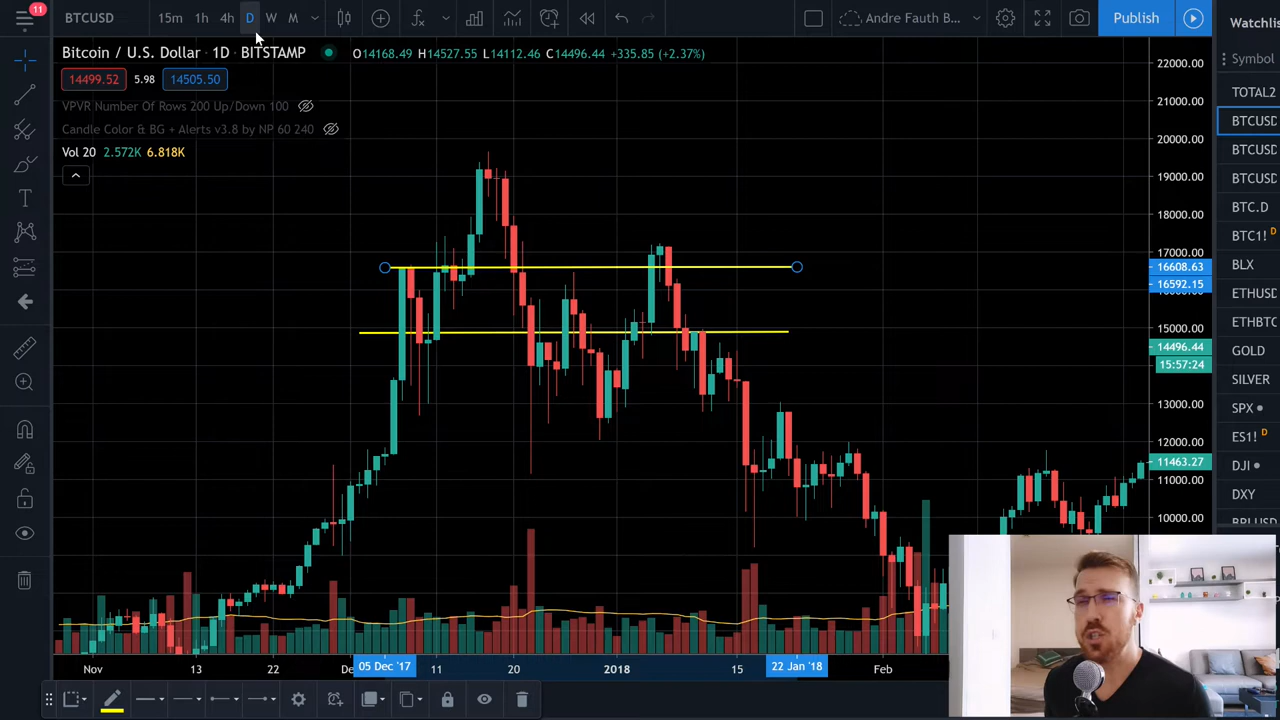 11
BTCUSD 15m 1h 4h D W M Andre Fauth B... Publish
Watchlis
Bitcoin / U.S. Dollar · 1D · BITSTAMP O14168.49 H14527.55 L14112.46 C14496.44 +335.85 (+2.37%)
14499.52 5.98 14505.50
VPVR Number Of Rows 200 Up/Down 100
Candle Color & BG + Alerts v3.8 by NP 60 240
Vol 20 2.572K 6.818K
22000.00
21000.00
20000.00
19000.00
18000.00
17000.00
16608.63
16592.15
15000.00
14496.44
15:57:24
13000.00
12000.00
11463.27
11000.00
10000.00
Symbol
TOTAL2
BTCUSD
BTCUSD
BTCUSD
BTC.D
BTC1! D
BLX
ETHUSD
ETHBTC
GOLD
SILVER
SPX
ES1! D
DJI
DXY
Nov 13 22 De 05 Dec '17 11 20 2018 15 22 Jan '18 Feb